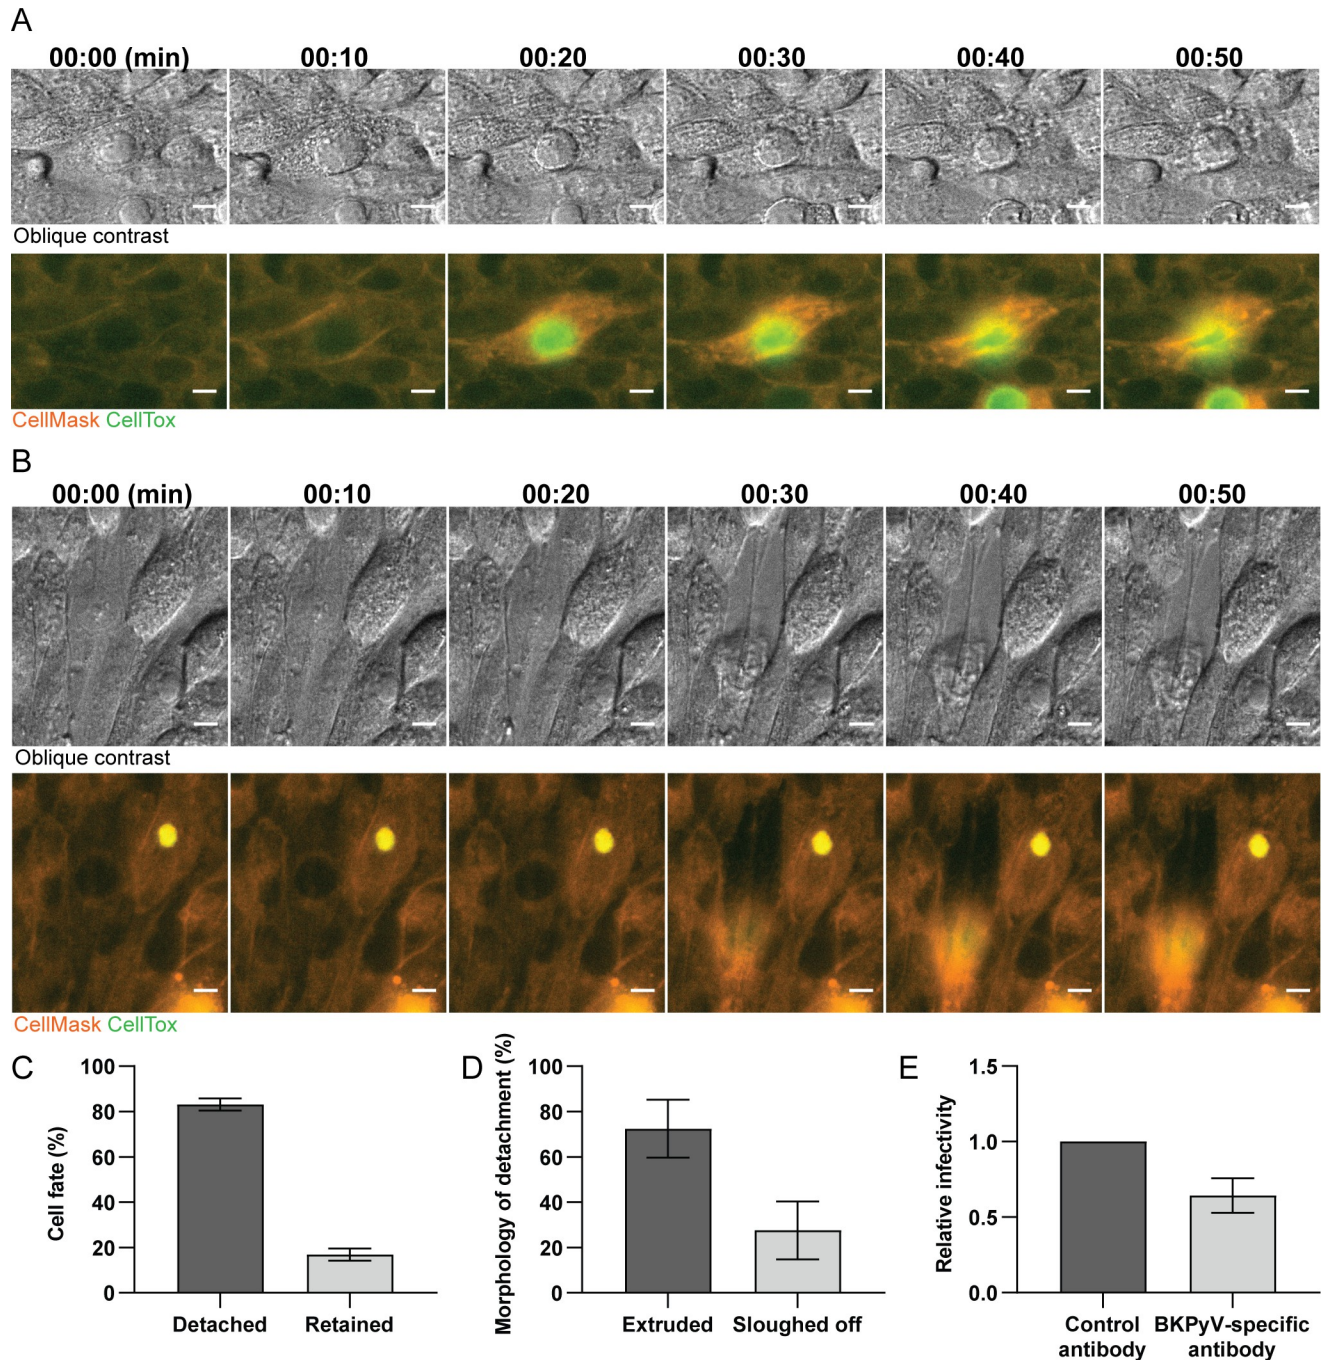 A
00:00 (min) 00:10 00:20 00:30 00:40 00:50
Oblique contrast
CellMask CellTox
B
00:00 (min) 00:10 00:20 00:30 00:40 00:50
Oblique contrast
CellMask CellTox
C
Cell fate (%)
100
80
60
40
20
0
Detached Retained
D
Morphology of detachment (%)
100
80
60
40
20
0
Extruded Sloughed off
E
Relative infectivity
1.5
1.0
0.5
0.0
Control antibody
BKPyV-specific antibody